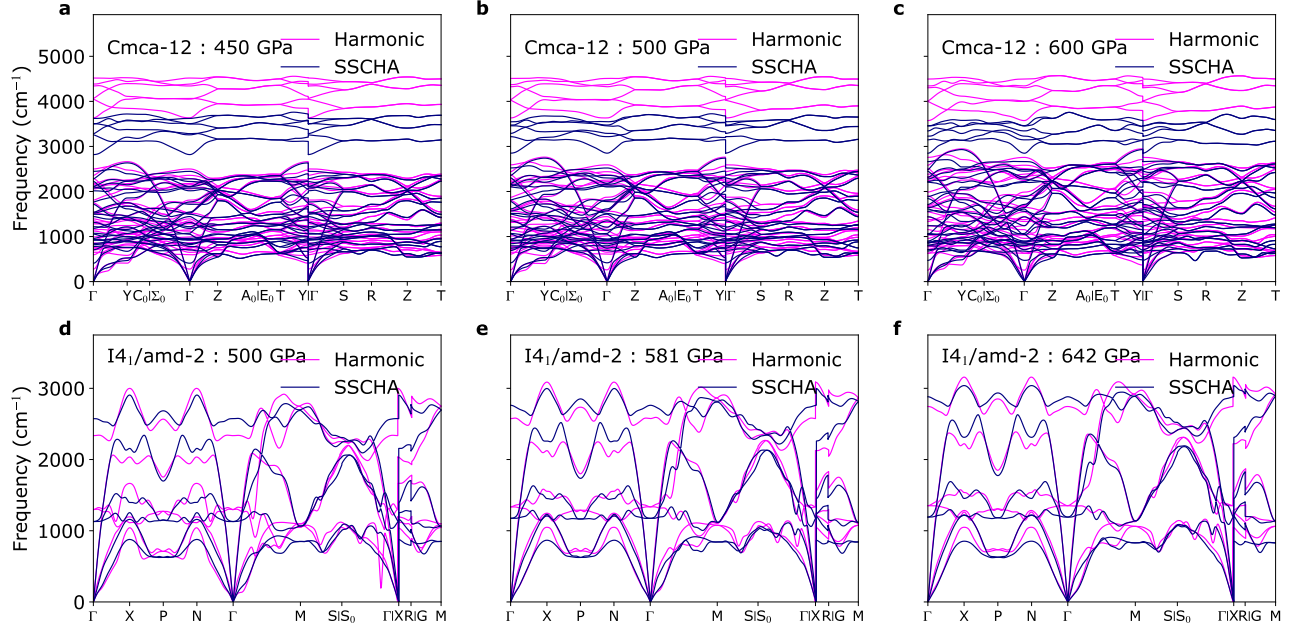 a
b
c
Cmca-12 : 450 GPa
Harmonic
SSCHA
Cmca-12 : 500 GPa
Harmonic
SSCHA
Cmca-12 : 600 GPa
Harmonic
SSCHA
Frequency (cm⁻¹)
5000
4000
3000
2000
1000
0
Γ Y C₀|Σ₀ Γ Z A₀|E₀ T Y|Γ S R Z T
Γ Y C₀|Σ₀ Γ Z A₀|E₀ T Y|Γ S R Z T
Γ Y C₀|Σ₀ Γ Z A₀|E₀ T Y|Γ S R Z T
d
e
f
I4₁/amd-2 : 500 GPa
Harmonic
SSCHA
I4₁/amd-2 : 581 GPa
Harmonic
SSCHA
I4₁/amd-2 : 642 GPa
Harmonic
SSCHA
Frequency (cm⁻¹)
3000
2000
1000
0
Γ X P N Γ M S|S₀ Γ|X R|G M
Γ X P N Γ M S|S₀ Γ|X R|G M
Γ X P N Γ M S|S₀ Γ|X R|G M